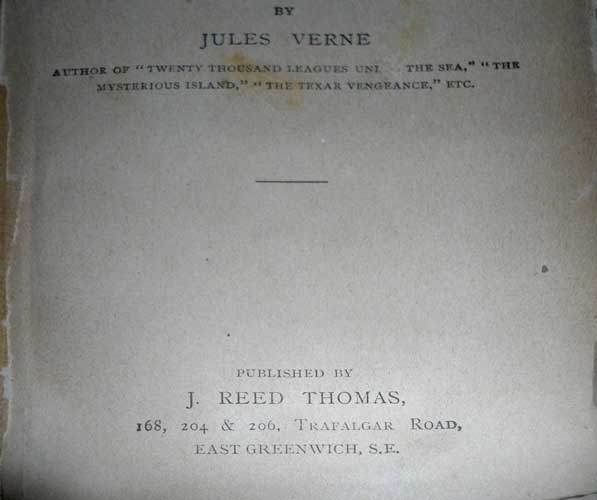 BY
JULES VERNE
AUTHOR OF "TWENTY THOUSAND LEAGUES UN THE SEA," "THE
MYSTERIOUS ISLAND," "THE TEXAR VENGEANCE," ETC.
PUBLISHED BY
J. REED THOMAS,
168, 204 & 206, TRAFALGAR ROAD,
EAST GREENWICH, S.E.